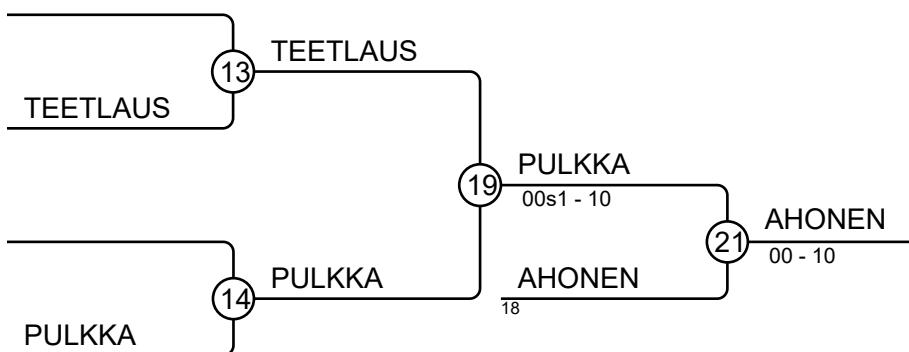 TEETLAUS
13
TEETLAUS
PULKKA
19
00s1 - 10
AHONEN
21
00 - 10
PULKKA
14
AHONEN
18
PULKKA